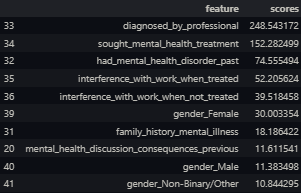 feature scores
33 diagnosed_by_professional 248.543172
34 sought_mental_health_treatment 152.282499
32 had_mental_health_disorder_past 74.555494
35 interference_with_work_when_treated 52.205624
36 interference_with_work_when_not_treated 39.518458
39 gender_Female 30.003354
31 family_history_mental_illness 18.186422
20 mental_health_discussion_consequences_previous 11.611541
40 gender_Male 11.383498
41 gender_Non-Binary/Other 10.844295